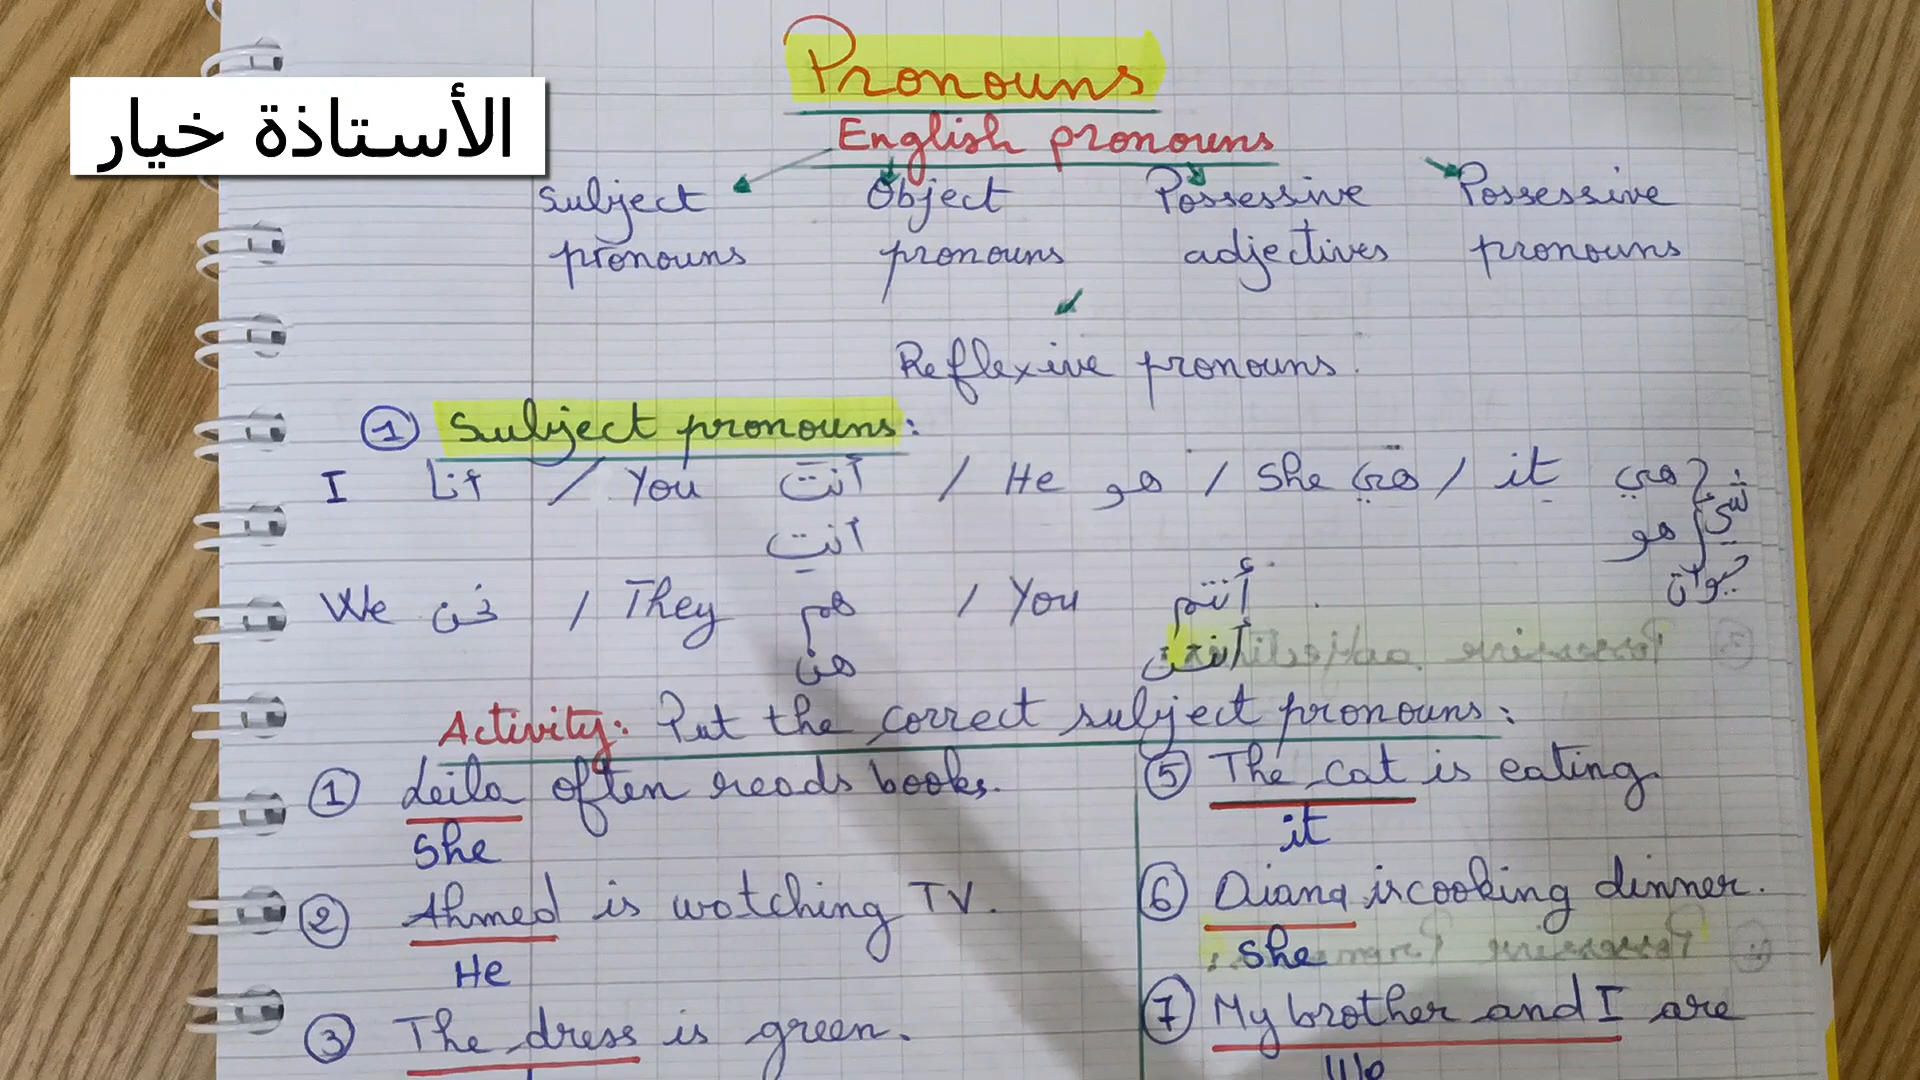 الأستاذة خيار
Pronouns
English pronouns
Subject pronouns
Object pronouns
Possessive adjectives
Possessive pronouns
Reflexive pronouns.
① Subject pronouns:
I أنا / You أنتَ / He هو / She هي / it هي شيئ
أنتِ هو حيوان
We نحن / They هم / You أنتم
هن أنتن
Activity: Put the correct subject pronouns:
① Leila often reads books.
She
② Ahmed is watching TV.
He
③ The dress is green.
⑤ The cat is eating.
it
⑥ Diana is cooking dinner.
she
⑦ My brother and I are
We